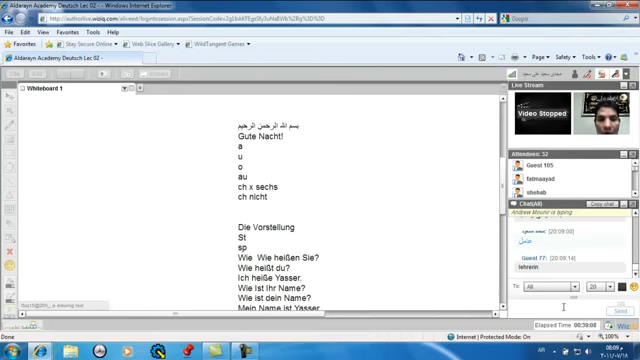 Aldarayn Academy Deutsch Lec 02 - - Windows Internet Explorer
Google
File Edit View Favorites Tools Help
Favorites Stay Secure Online Web Slice Gallery WildTangent Games
Aldarayn Academy Deutsch Lec 02 -
Page Safety Tools
Whiteboard 1
بسم الله الرحمن الرحيم
Gute Nacht!
a
u
o
au
ch x sechs
ch nicht
Die Vorstellung
St
sp
Wie Wie heißen Sie?
Wie heißt du?
Ich heiße Yasser.
Wie Ist Ihr Name?
Wie ist dein Name?
Mein Name ist Yasser
Live Stream
Video Stopped
Attendees: 32
Guest 105
fatmaayad
shehab
Chat(All)
Copy chat
Andrew Mounir is typing
[20:09:00]
Guest 77: [20:09:14]
lehrerin
To: All 20
Send
Elapsed Time 00:39:08
Wiz
Done
Internet | Protected Mode: On
AR